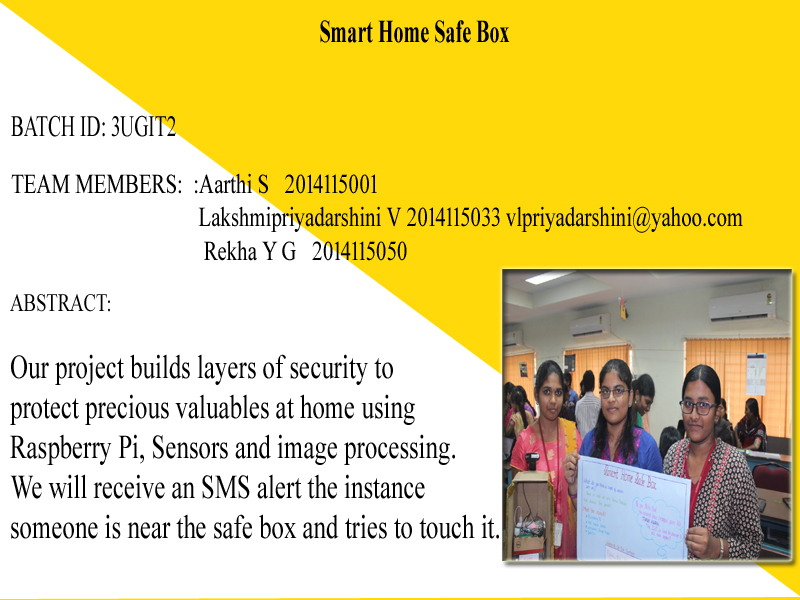 Smart Home Safe Box
BATCH ID: 3UGIT2
TEAM MEMBERS:  :Aarthi S   2014115001
Lakshmipriyadarshini V 2014115033 vlpriyadarshini@yahoo.com
Rekha Y G   2014115050
ABSTRACT:
Our project builds layers of security to
protect precious valuables at home using
Raspberry Pi, Sensors and image processing.
We will receive an SMS alert the instance
someone is near the safe box and tries to touch it.
Smart Home Safe Box